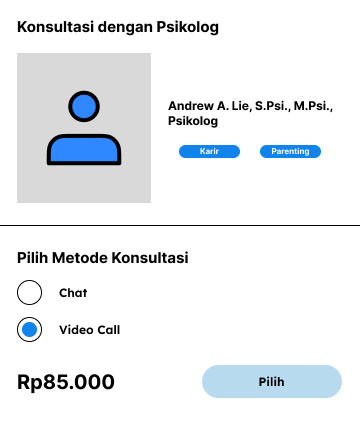 Konsultasi dengan Psikolog
Andrew A. Lie, S.Psi., M.Psi.,
Psikolog
Karir
Parenting
Pilih Metode Konsultasi
Chat
Video Call
Rp85.000
Pilih